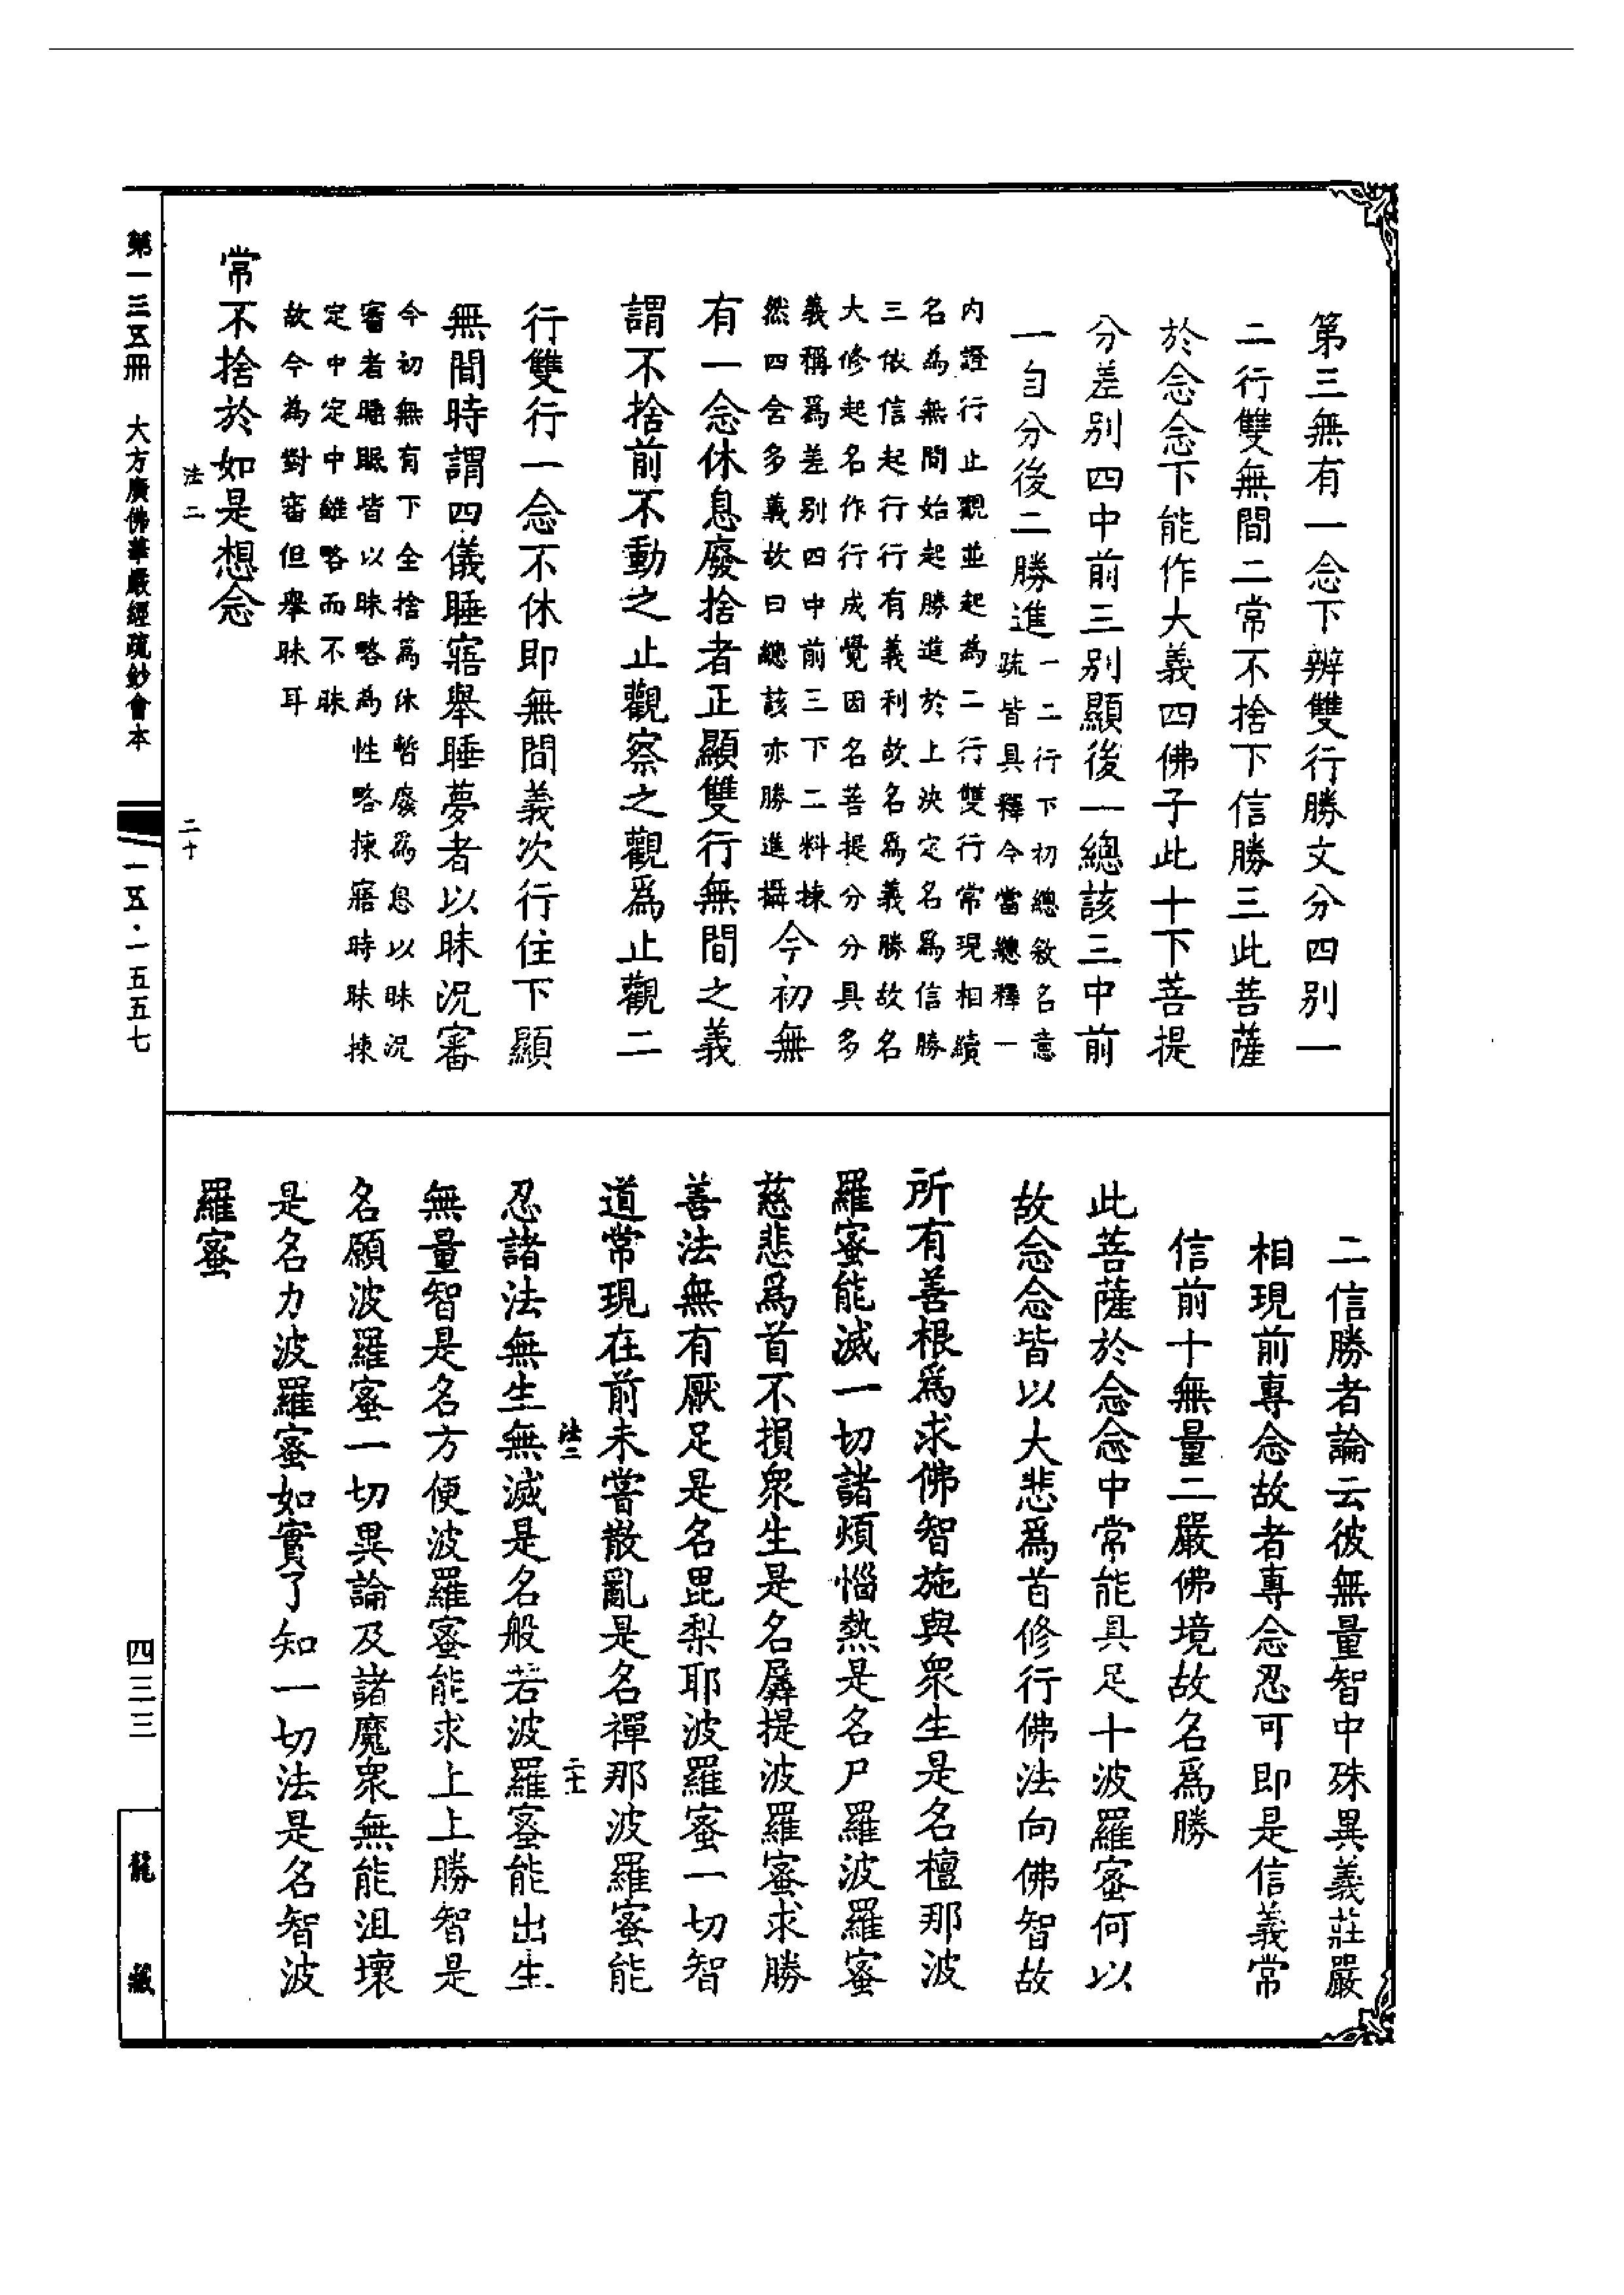 第三無有一念下辨雙行勝文分四別一
二行雙無間二常不捨下信勝三此菩薩
於念念下能作大義四佛子此十下菩提
分差別四中前三別顯後一總該三中前
一自分後二勝進
一二行下初總敘名意
疏皆具釋今當總釋一
內證行止觀並起為二行雙行常現相續
名為無間始起勝進於上決定名爲信勝
三依信起行行有義利故名爲義勝故名
大修起名作行成覺因名菩提分分具多
義稱爲差別四中前三下二料揀
然四含多義故曰總該亦勝進攝
今初無
有一念休息廢捨者正顯雙行無間之義
謂不捨前不動之止觀察之觀爲止觀二
行雙行一念不休即無間義次行住下顯
無間時謂四儀睡寤舉睡夢者以昧況審
今初無有下全捨爲休暫廢爲息以昧況
審者睡眠皆以昧略為性略揀寤時昧揀
定中定中雖略而不昧
故今為對審但舉昧耳
常不捨於如是想念
法二
二十
二信勝者論云彼無量智中殊異義莊嚴
相現前專念故者專念忍可即是信義常
信前十無量二嚴佛境故名爲勝
此菩薩於念念中常能具足十波羅蜜何以
故念念皆以大悲爲首修行佛法向佛智故
所有善根爲求佛智施與衆生是名檀那波
羅蜜能滅一切諸煩惱熱是名尸羅波羅蜜
慈悲爲首不損衆生是名羼提波羅蜜求勝
善法無有厭足是名毘梨耶波羅蜜一切智
道常現在前未嘗散亂是名禪那波羅蜜能
法二
二十一
忍諸法無生無滅是名般若波羅蜜能出生
無量智是名方便波羅蜜能求上上勝智是
名願波羅蜜一切異論及諸魔衆無能沮壞
是名力波羅蜜如實了知一切法是名智波
羅蜜
第一三五冊 大方廣佛華嚴經疏鈔會本
一五·一五五七
四三三
龍藏